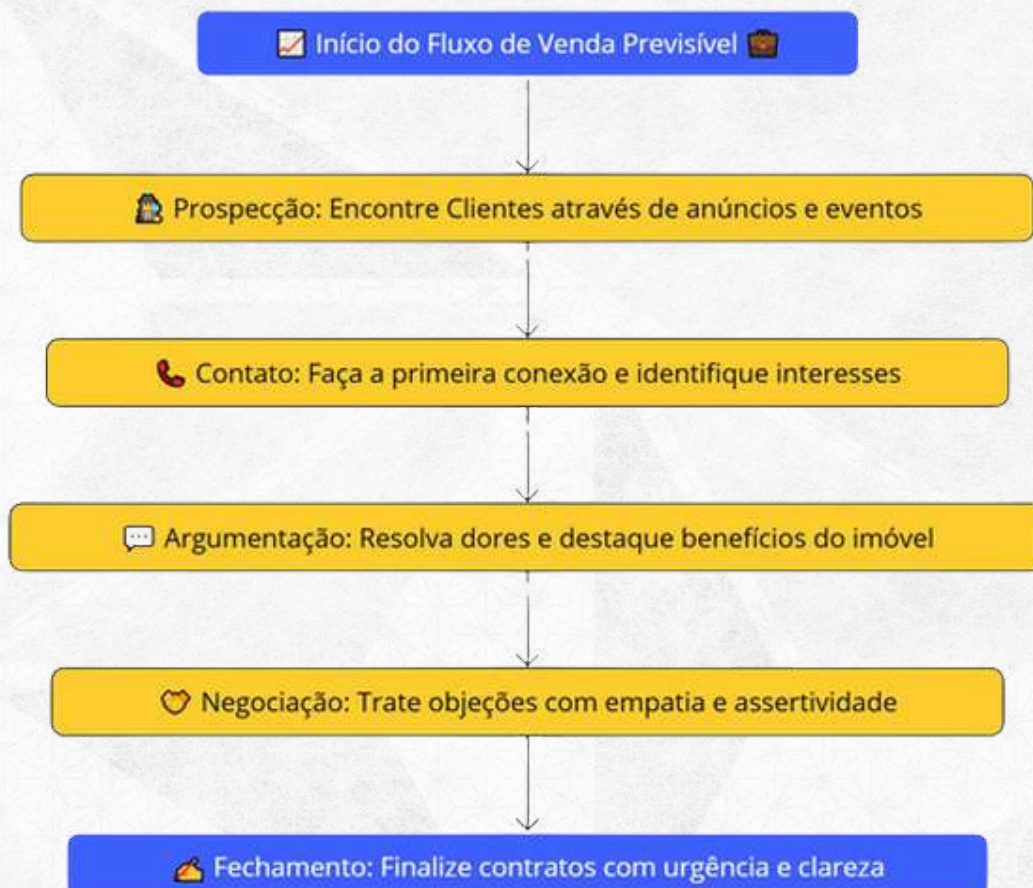 📈 Início do Fluxo de Venda Previsível 💼
🕵️ Prospecção: Encontre Clientes através de anúncios e eventos
📞 Contato: Faça a primeira conexão e identifique interesses
💬 Argumentação: Resolva dores e destaque benefícios do imóvel
🤝 Negociação: Trate objeções com empatia e assertividade
✍️ Fechamento: Finalize contratos com urgência e clareza